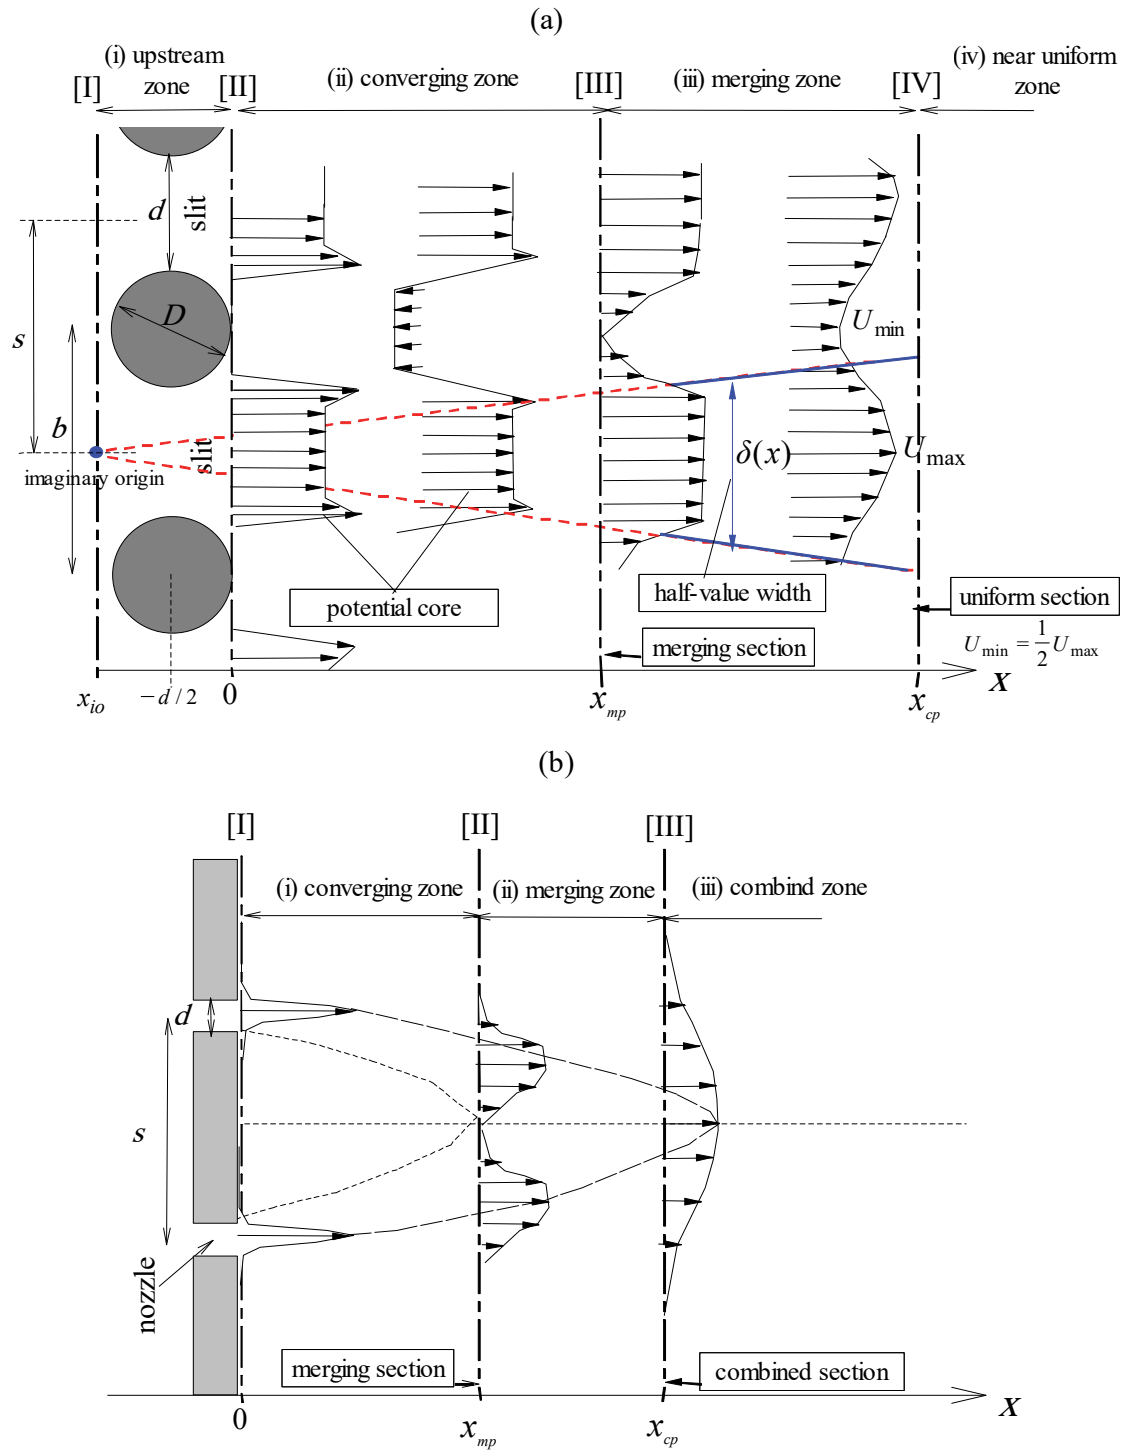 (a)
(i) upstream
zone
(ii) converging zone
(iii) merging zone
(iv) near uniform
zone
[I]
[II]
[III]
[IV]
d
slit
s
D
b
slit
imaginary origin
U min
U max
δ(x)
potential core
half-value width
merging section
uniform section
U min = 1/2 U max
x io
−d / 2
0
x mp
x cp
X
(b)
[I]
[II]
[III]
(i) converging zone
(ii) merging zone
(iii) combind zone
d
s
nozzle
merging section
combined section
0
x mp
x cp
X